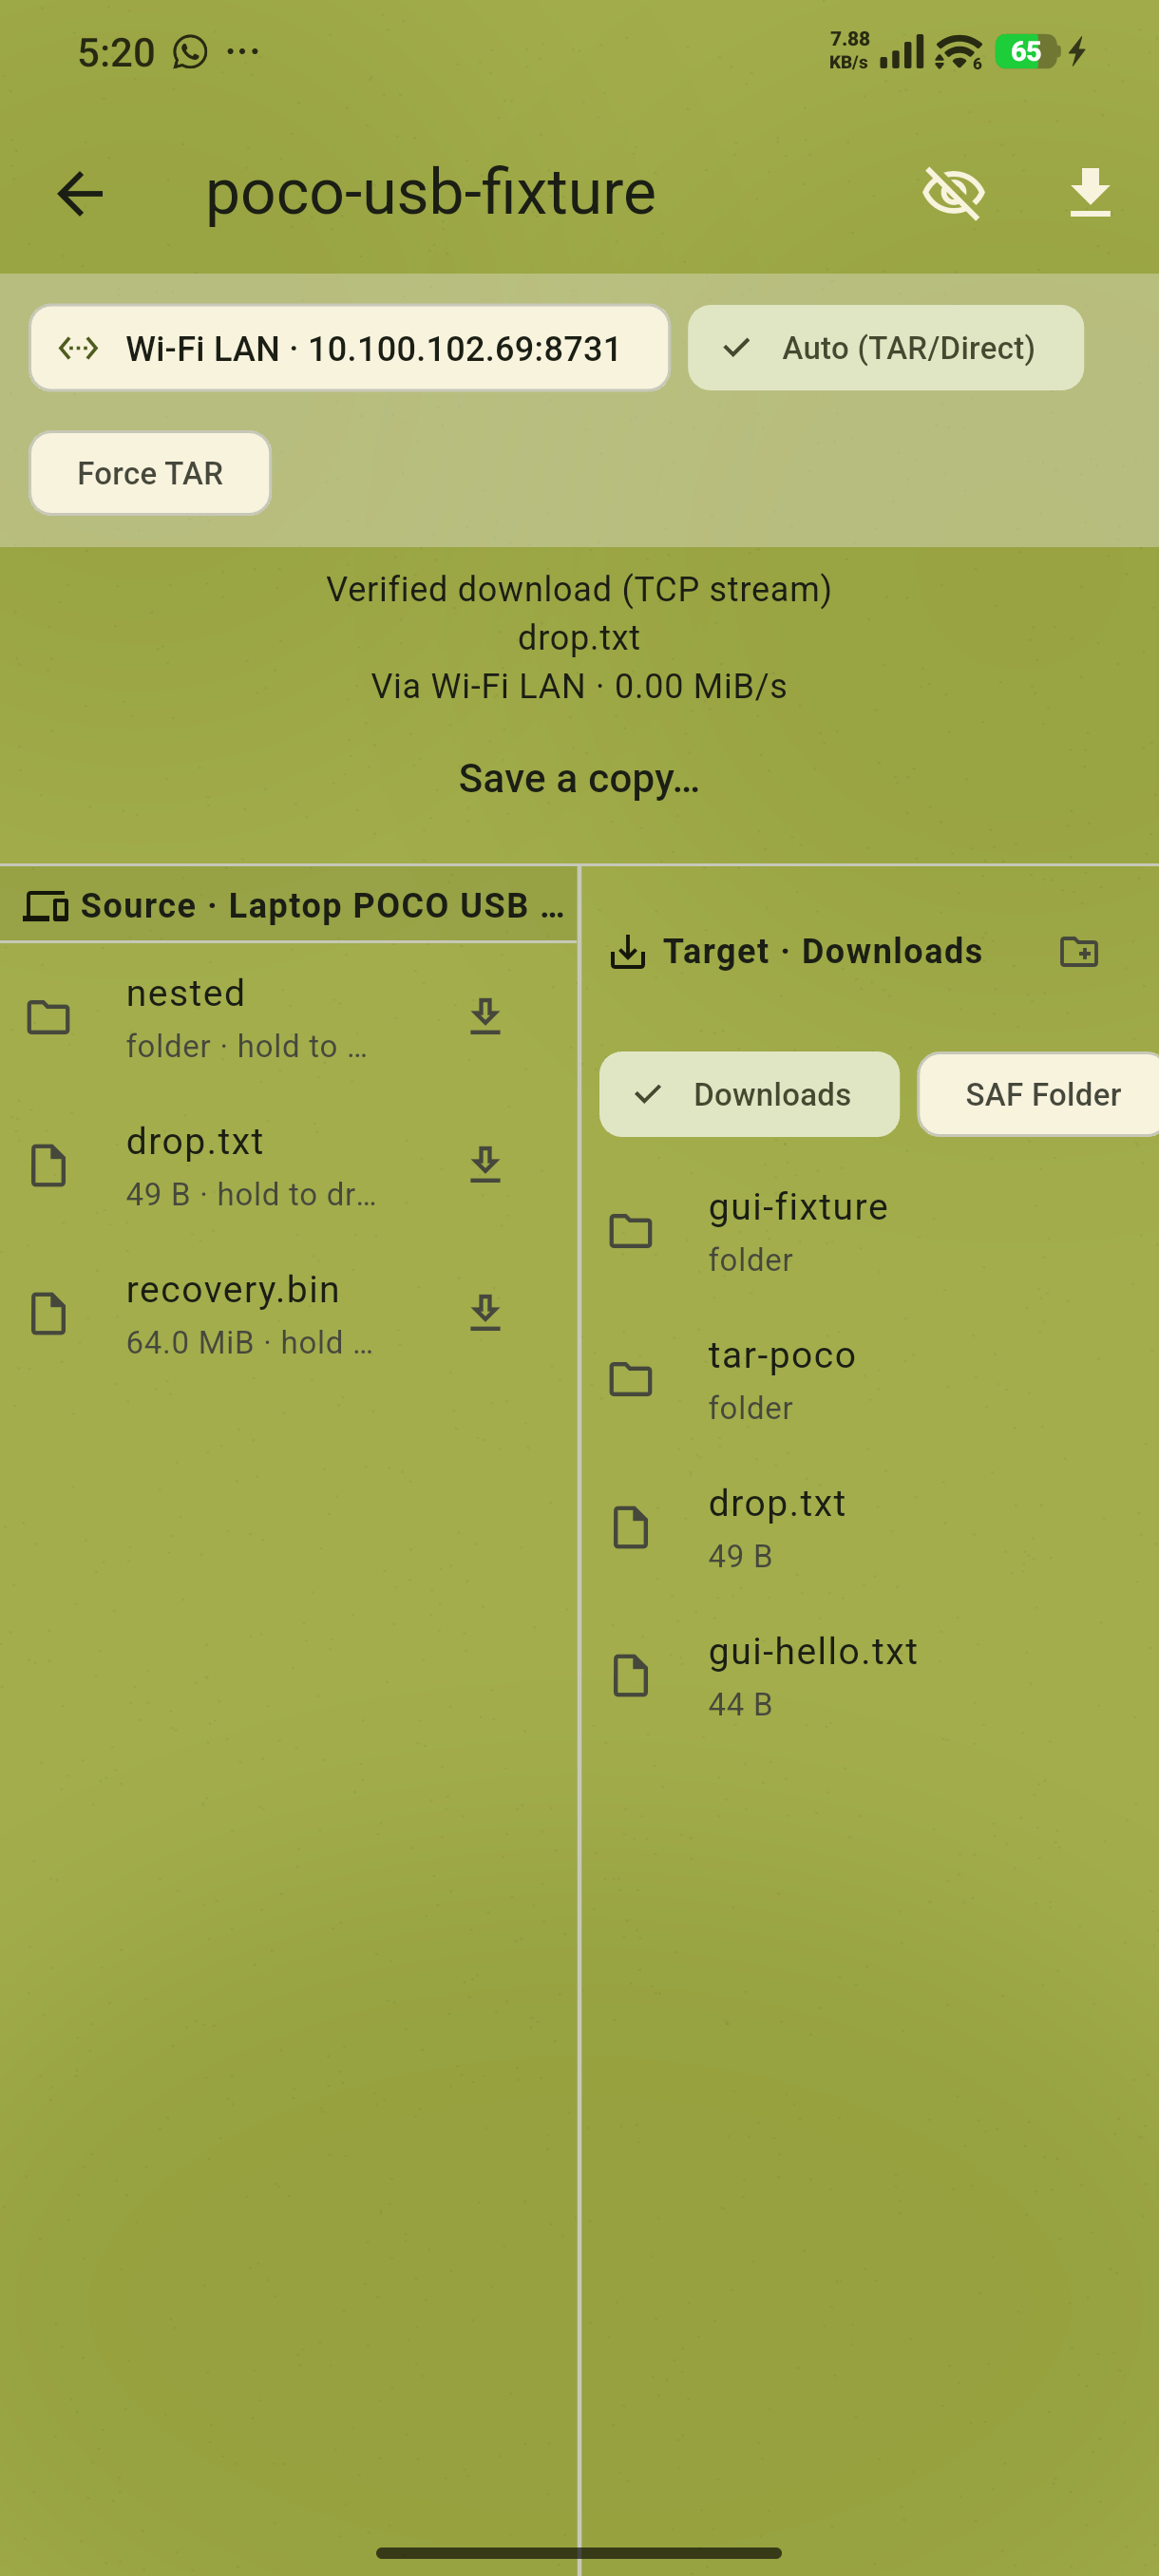 5:20
7.88
KB/s
6
65
poco-usb-fixture
Wi-Fi LAN · 10.100.102.69:8731
Auto (TAR/Direct)
Force TAR
Verified download (TCP stream)
drop.txt
Via Wi-Fi LAN · 0.00 MiB/s
Save a copy…
Source · Laptop POCO USB …
nested
folder · hold to …
drop.txt
49 B · hold to dr…
recovery.bin
64.0 MiB · hold …
Target · Downloads
Downloads
SAF Folder
gui-fixture
folder
tar-poco
folder
drop.txt
49 B
gui-hello.txt
44 B